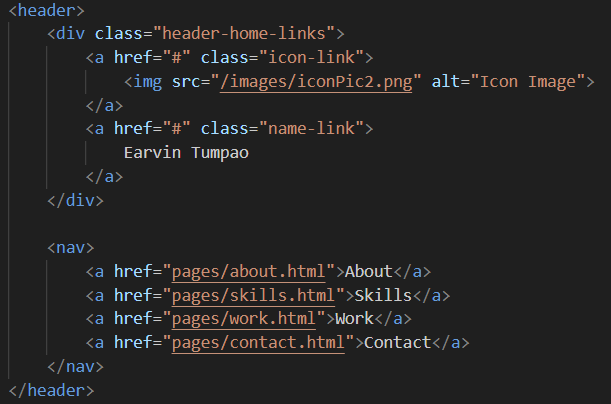 <header>
<div class="header-home-links">
<a href="#" class="icon-link">
<img src="/images/iconPic2.png" alt="Icon Image">
</a>
<a href="#" class="name-link">
Earvin Tumpao
</a>
</div>
<nav>
<a href="pages/about.html">About</a>
<a href="pages/skills.html">Skills</a>
<a href="pages/work.html">Work</a>
<a href="pages/contact.html">Contact</a>
</nav>
</header>